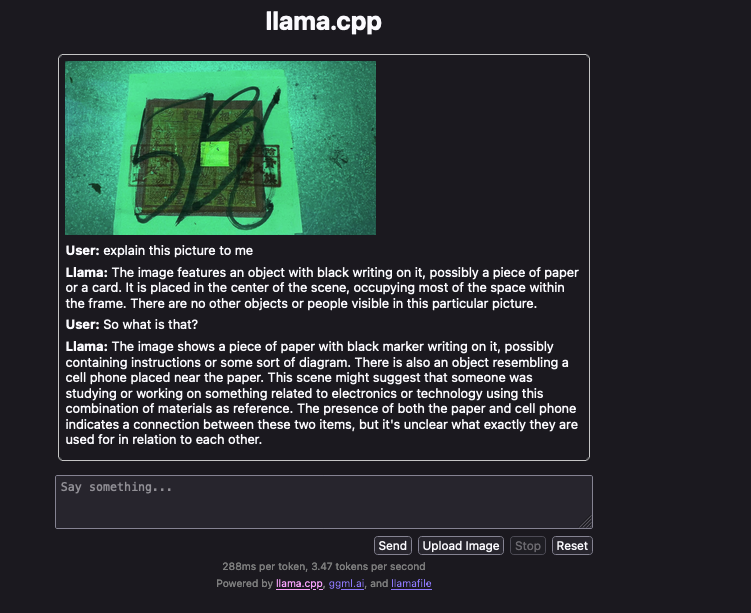 llama.cpp
User: explain this picture to me
Llama: The image features an object with black writing on it, possibly a piece of paper
or a card. It is placed in the center of the scene, occupying most of the space within
the frame. There are no other objects or people visible in this particular picture.
User: So what is that?
Llama: The image shows a piece of paper with black marker writing on it, possibly
containing instructions or some sort of diagram. There is also an object resembling a
cell phone placed near the paper. This scene might suggest that someone was
studying or working on something related to electronics or technology using this
combination of materials as reference. The presence of both the paper and cell phone
indicates a connection between these two items, but it's unclear what exactly they are
used for in relation to each other.
Say something...
Send Upload Image Stop Reset
288ms per token, 3.47 tokens per second
Powered by llama.cpp, ggml.ai, and llamafile